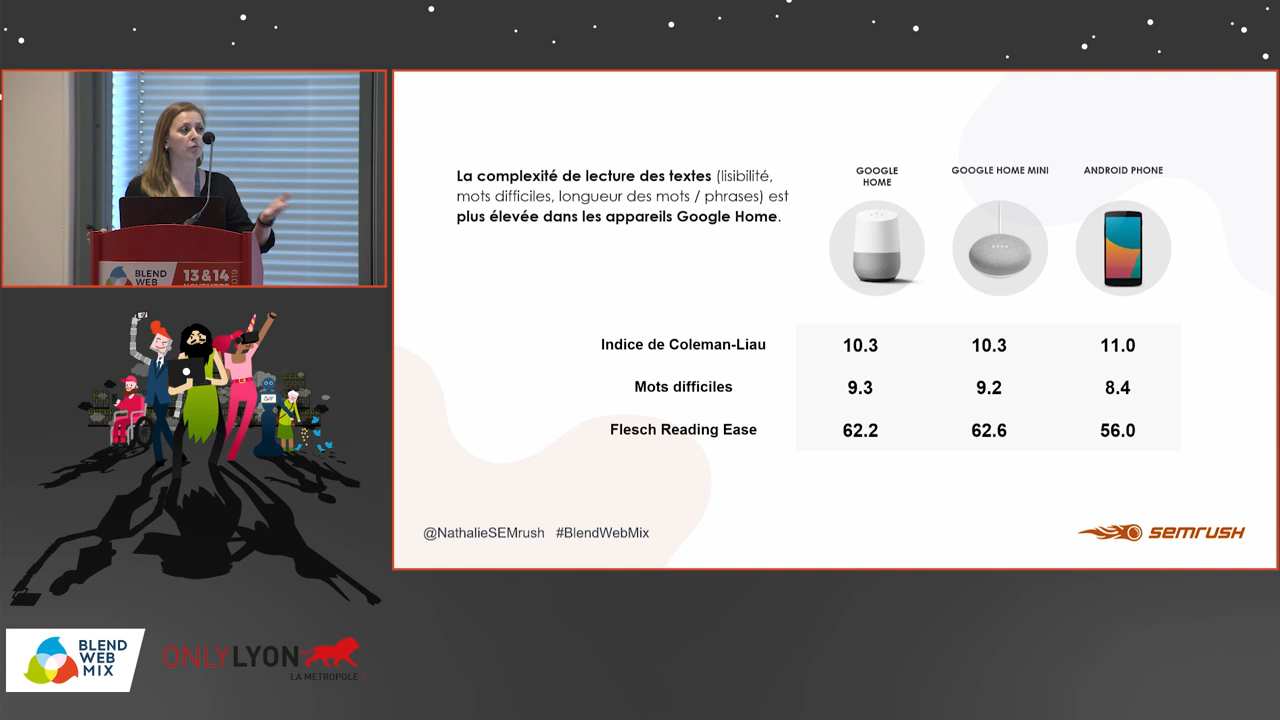 La complexité de lecture des textes (lisibilité,
mots difficiles, longueur des mots / phrases) est
plus élevée dans les appareils Google Home.
GOOGLE
HOME
GOOGLE HOME MINI
ANDROID PHONE
Indice de Coleman-Liau 10.3 10.3 11.0
Mots difficiles 9.3 9.2 8.4
Flesch Reading Ease 62.2 62.6 56.0
@NathalieSEMrush #BlendWebMix
semrush
BLEND
WEB
13 & 14
NOVEMBRE
2019
BLEND
WEB
MIX
ONLYLYON
LA MÉTROPOLE